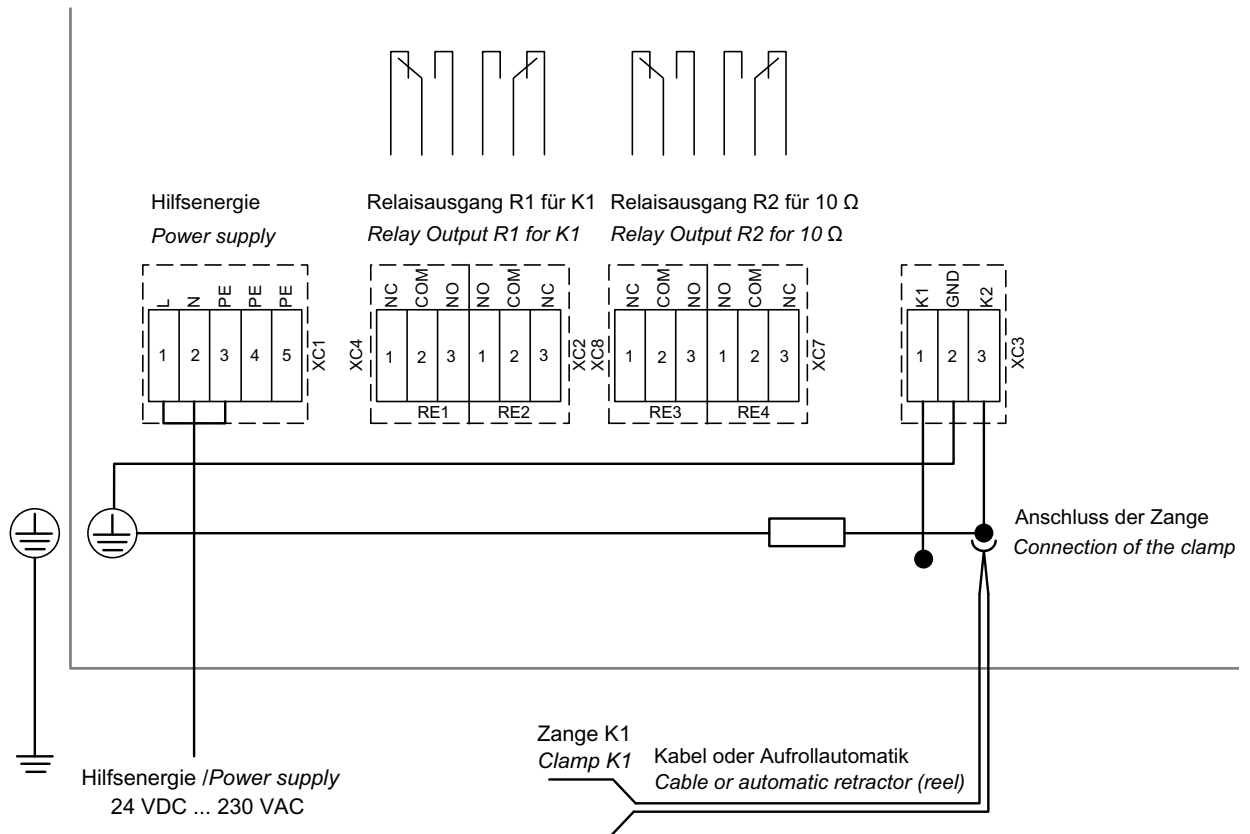 Hilfsenergie
Power supply
Relaisausgang R1 für K1
Relay Output R1 for K1
Relaisausgang R2 für 10 Ω
Relay Output R2 for 10 Ω
L N PE PE PE
1 2 3 4 5
XC1
XC4
NC COM NO NO COM NC
1 2 3 1 2 3
RE1 RE2
XC2
XC8
NC COM NO NO COM NC
1 2 3 1 2 3
RE3 RE4
XC7
K1 GND K2
1 2 3
XC3
Anschluss der Zange
Connection of the clamp
Hilfsenergie /Power supply
24 VDC ... 230 VAC
Zange K1
Clamp K1
Kabel oder Aufrollautomatik
Cable or automatic retractor (reel)